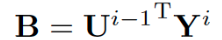 𝐁 = 𝐔^{i−1^T} 𝐘^i